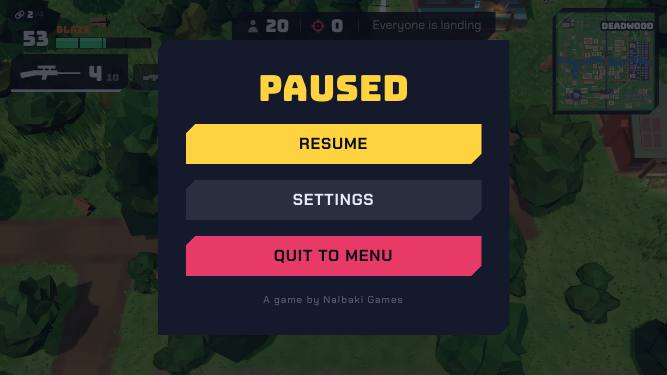 2
53
BLAZE
20
0
Everyone is landing
DEADWOOD
4 10
PAUSED
RESUME
SETTINGS
QUIT TO MENU
A game by Nalbaki Games